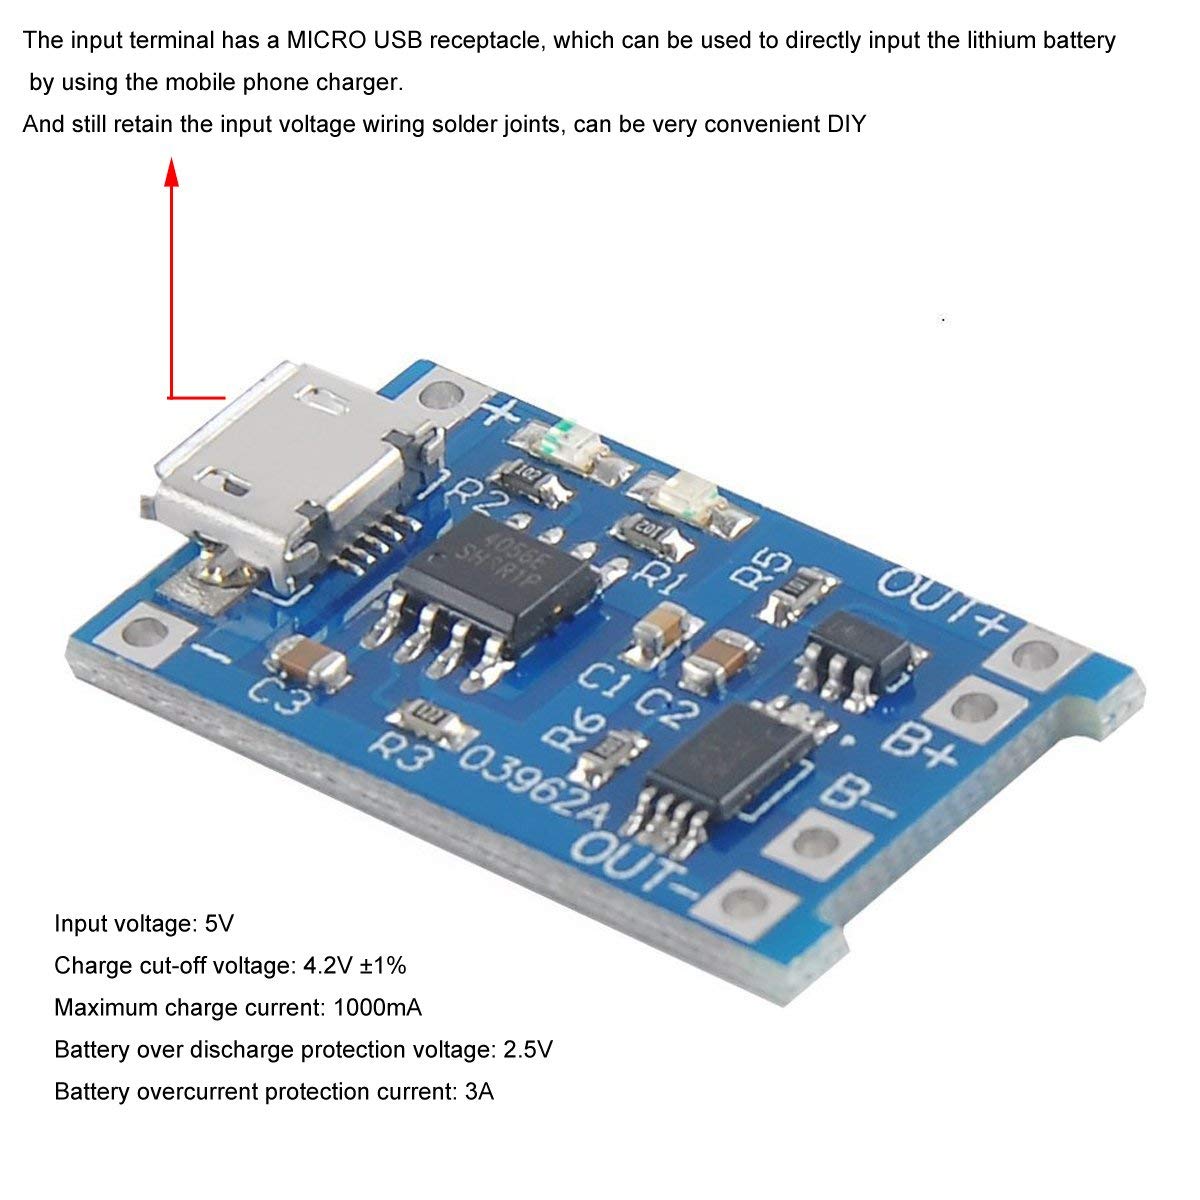 The input terminal has a MICRO USB receptacle, which can be used to directly input the lithium battery
by using the mobile phone charger.
And still retain the input voltage wiring solder joints, can be very convenient DIY
+
R2
102
4056E
102
R1
R5
OUT+
C3
C1
C2
R3
R6
03962A
B+
B-
OUT-
-
Input voltage: 5V
Charge cut-off voltage: 4.2V ±1%
Maximum charge current: 1000mA
Battery over discharge protection voltage: 2.5V
Battery overcurrent protection current: 3A